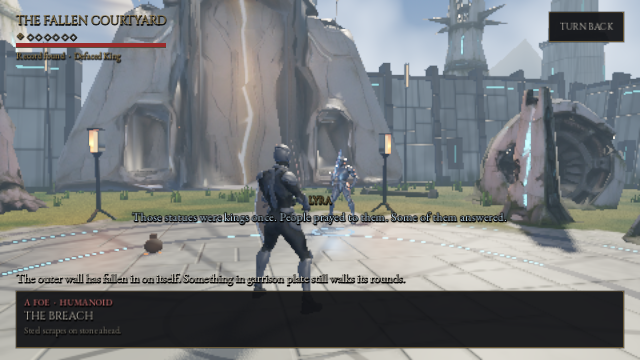 THE FALLEN COURTYARD
TURN BACK
Record found - Defaced King
LYRA
Those statues were kings once. People prayed to them. Some of them answered.
The outer wall has fallen in on itself. Something in garrison plate still walks its rounds.
A FOE - HUMANOID
THE BREACH
Steel scrapes on stone ahead.